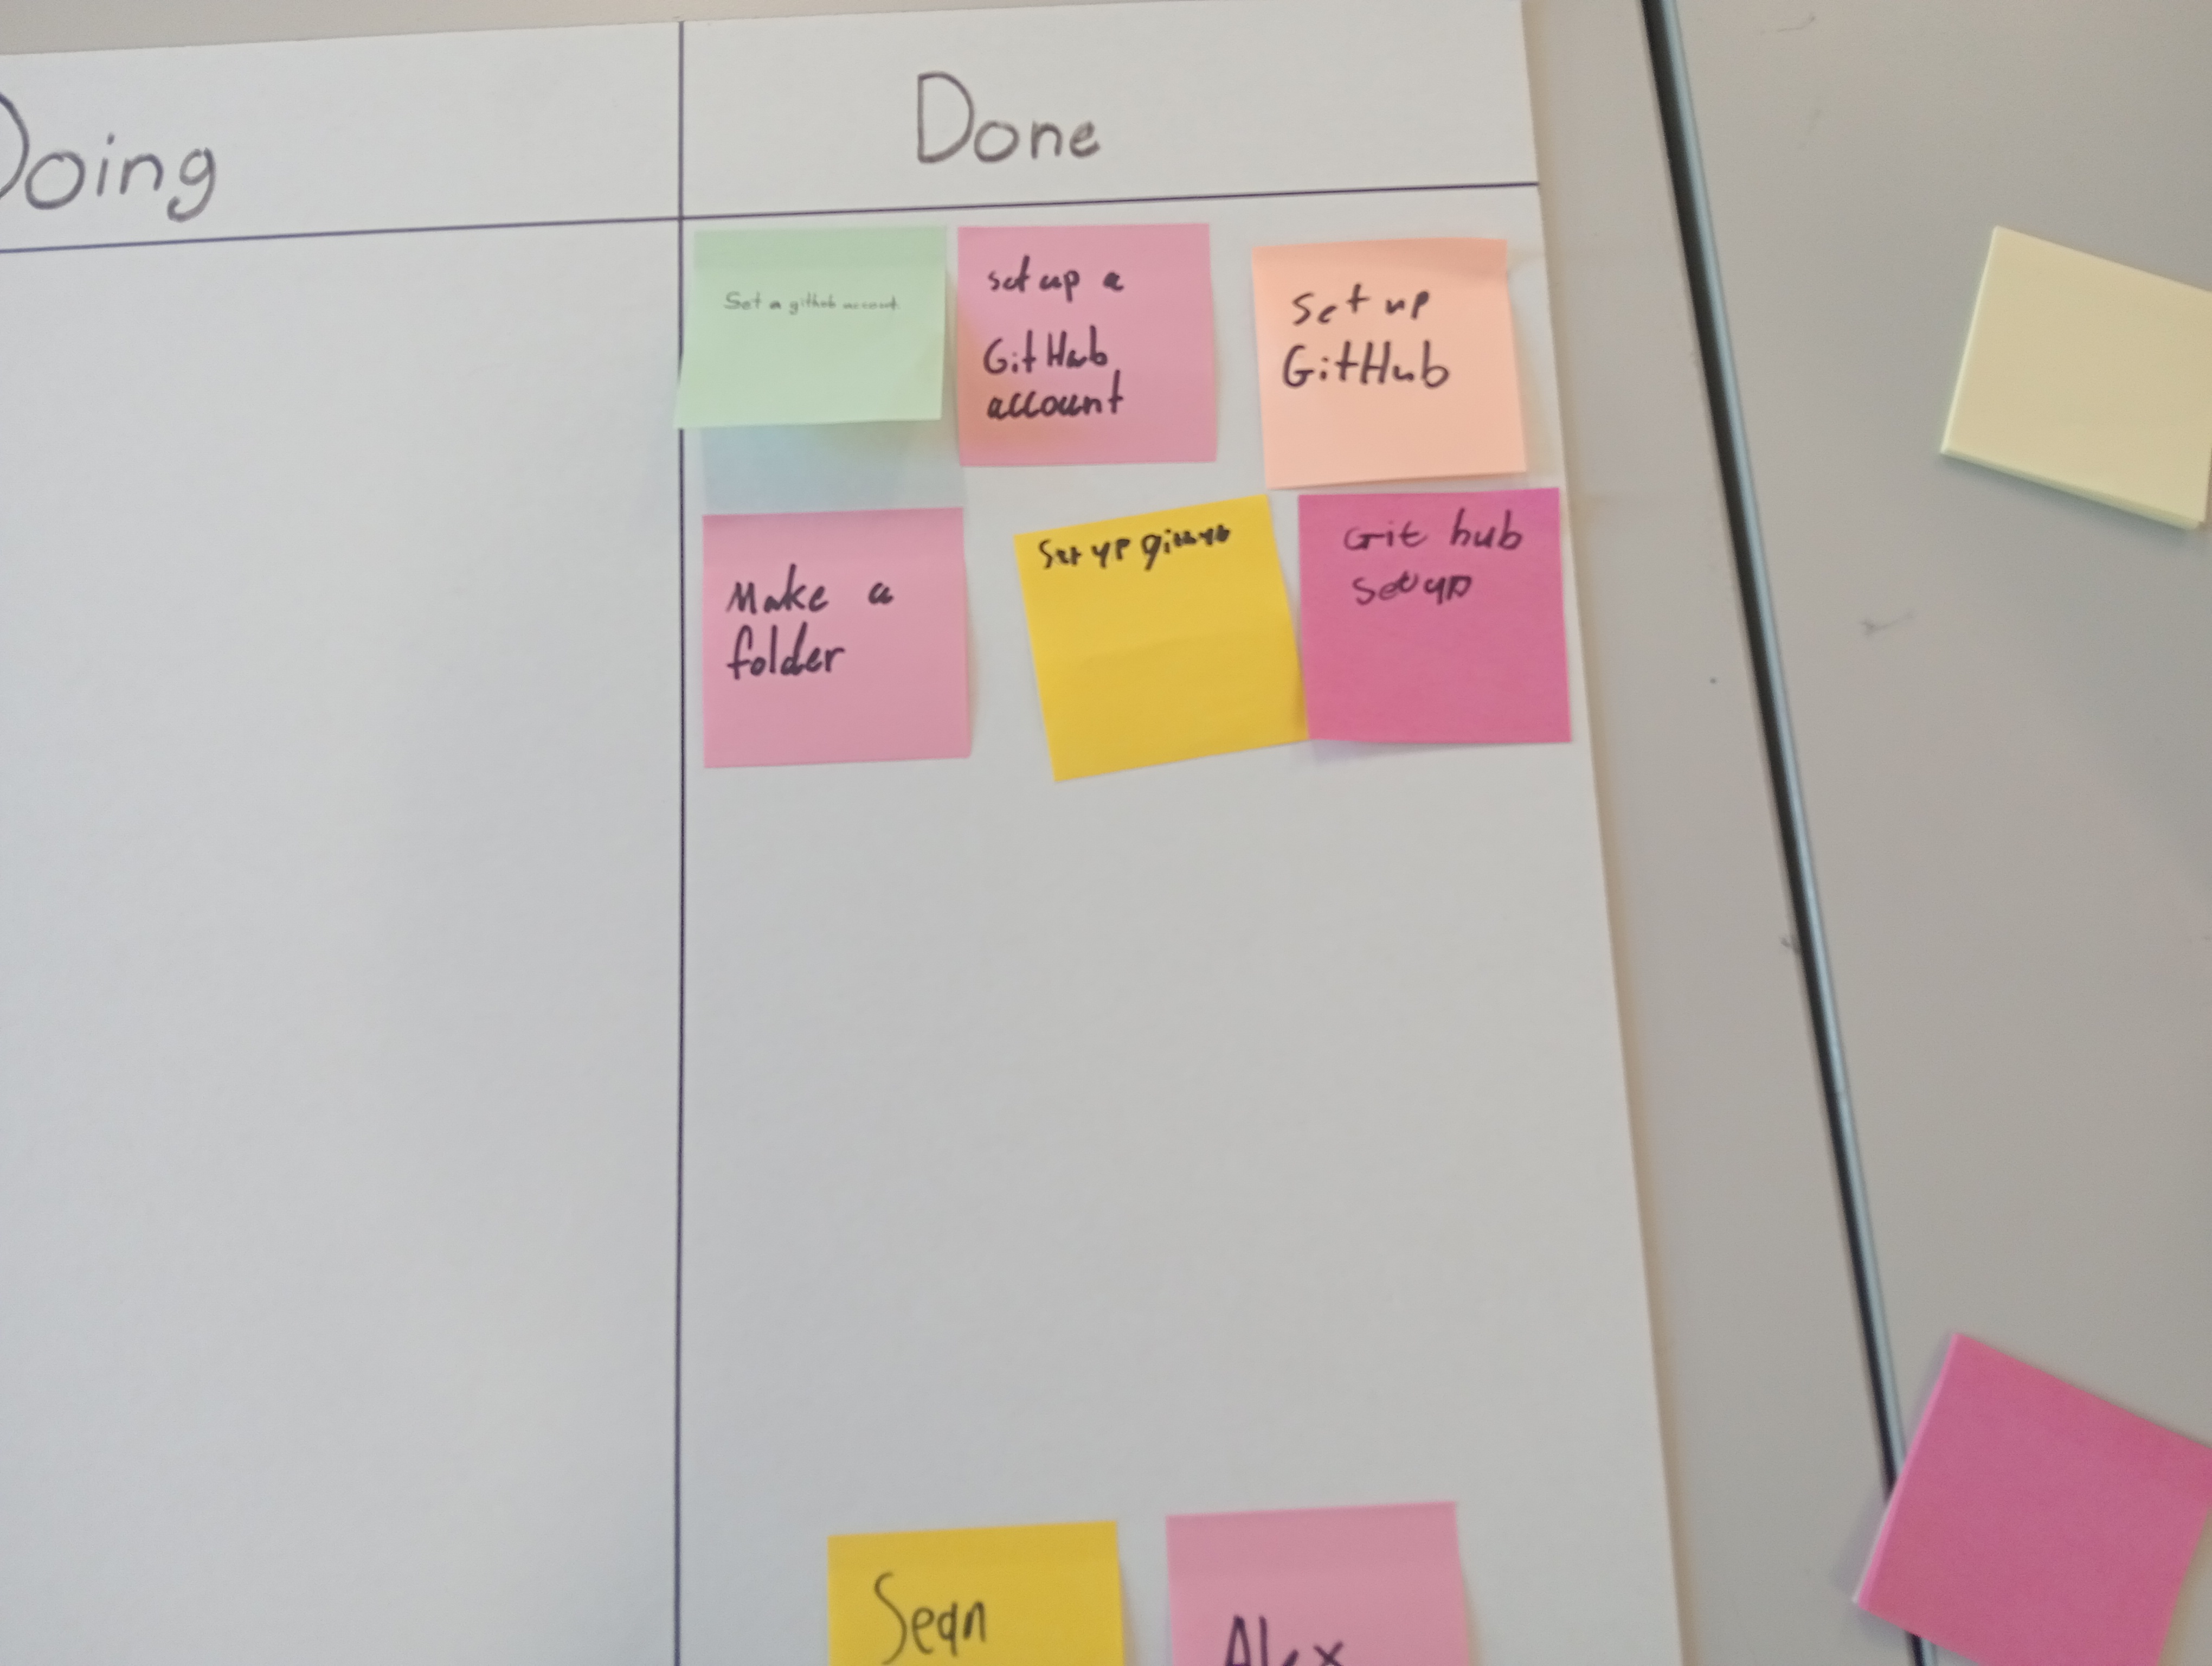 Doing
Done
Set a github account
set up a
GitHub
account
Set up
GitHub
Make a
folder
Set up github
Git hub
setup
Sean
Alex